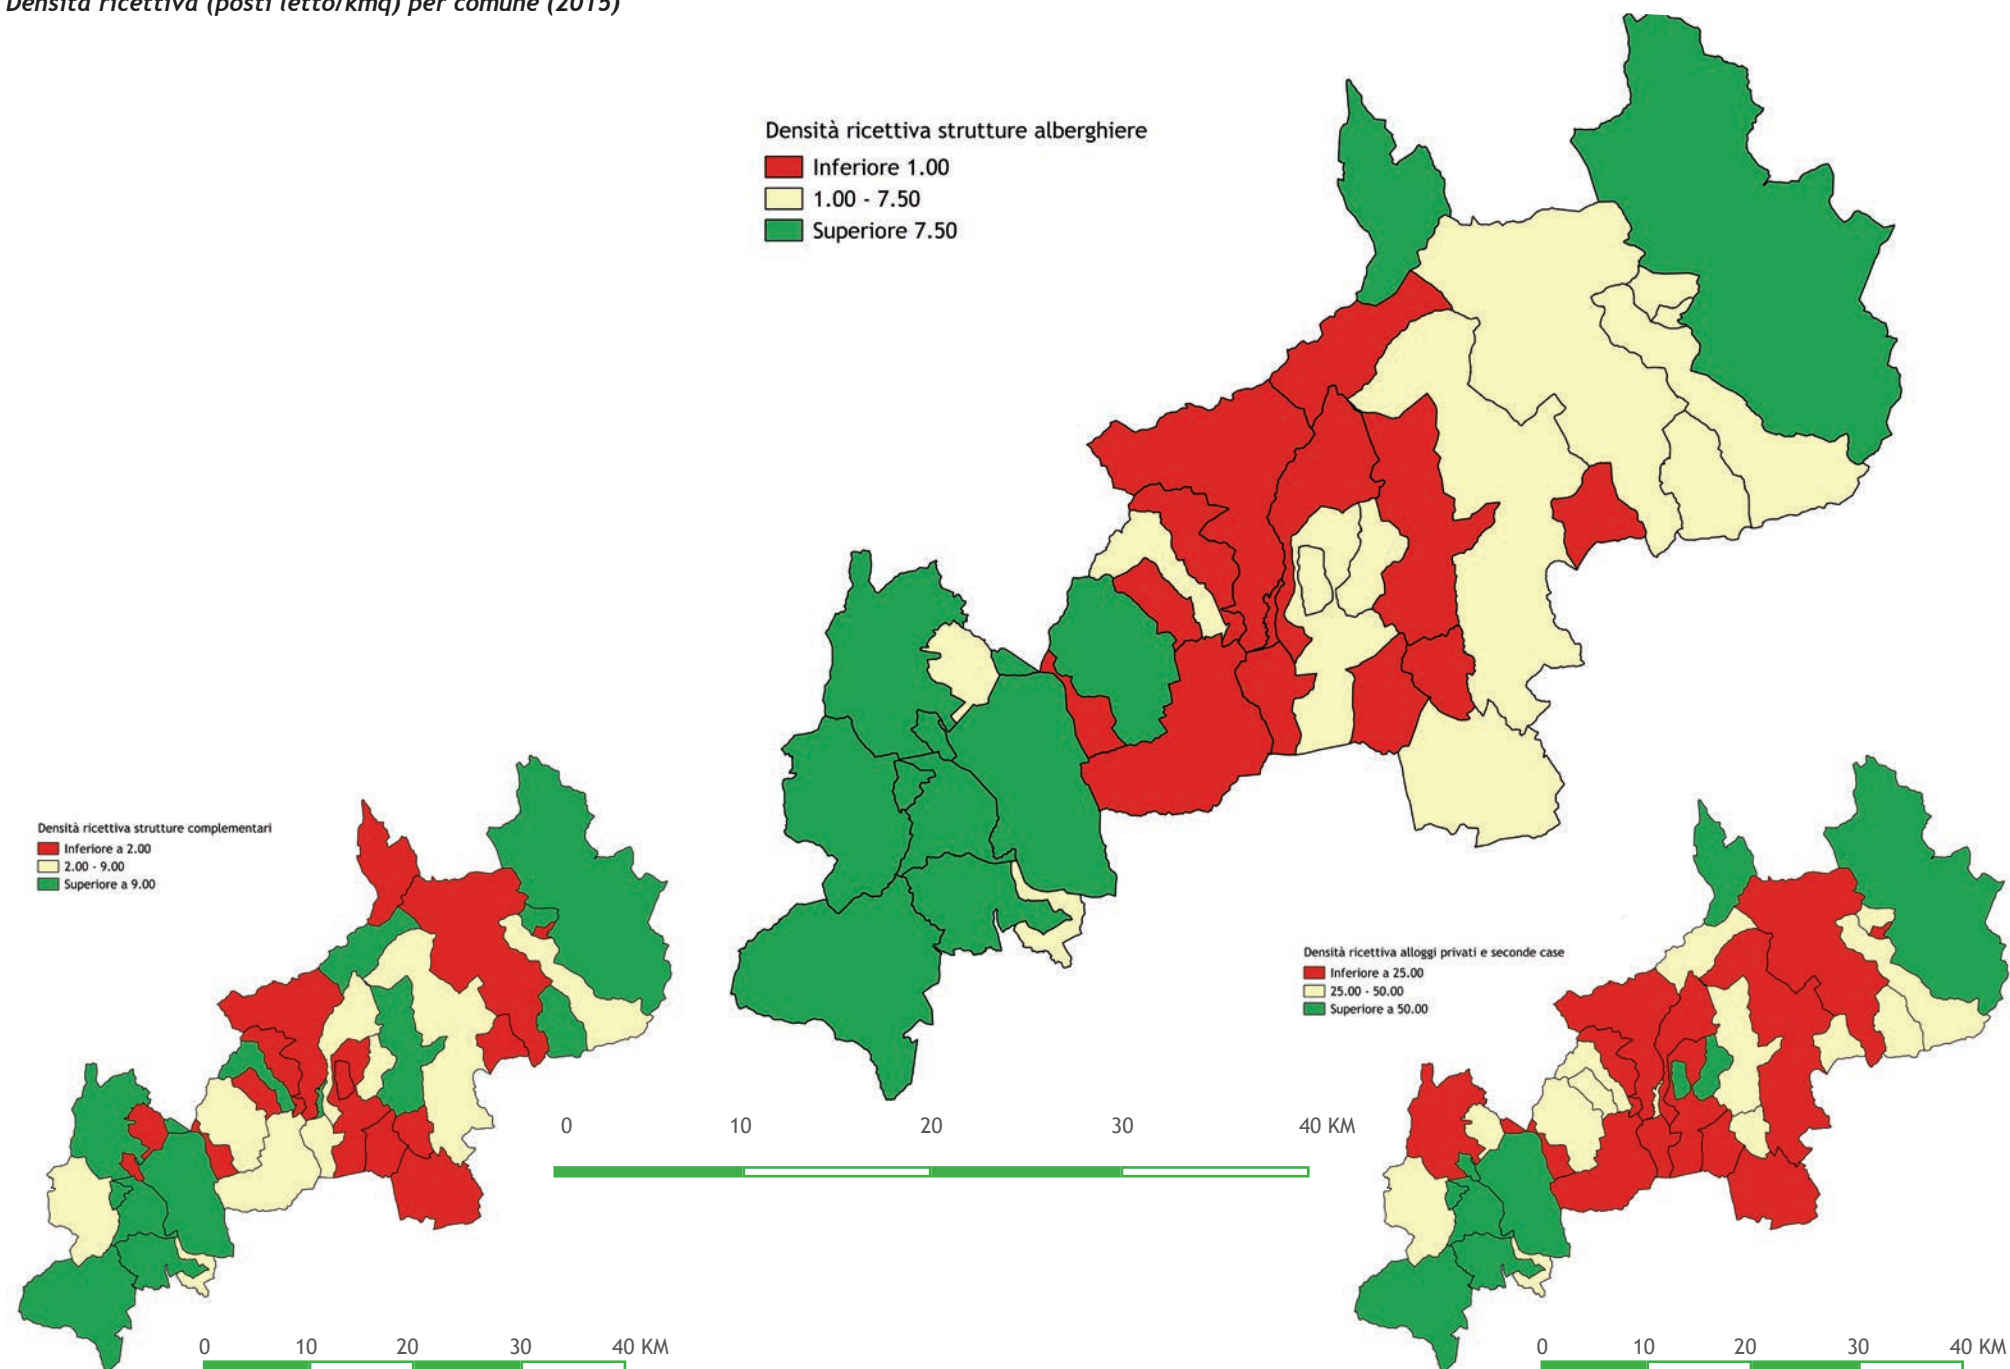 Densità ricettiva (posti letto/kmq) per comune (2015)
Densità ricettiva strutture alberghiere
Inferiore 1.00
1.00 - 7.50
Superiore 7.50
Densità ricettiva strutture complementari
Inferiore a 2.00
2.00 - 9.00
Superiore a 9.00
Densità ricettiva alloggi privati e seconde case
Inferiore a 25.00
25.00 - 50.00
Superiore a 50.00
0 10 20 30 40 KM
0 10 20 30 40 KM
0 10 20 30 40 KM